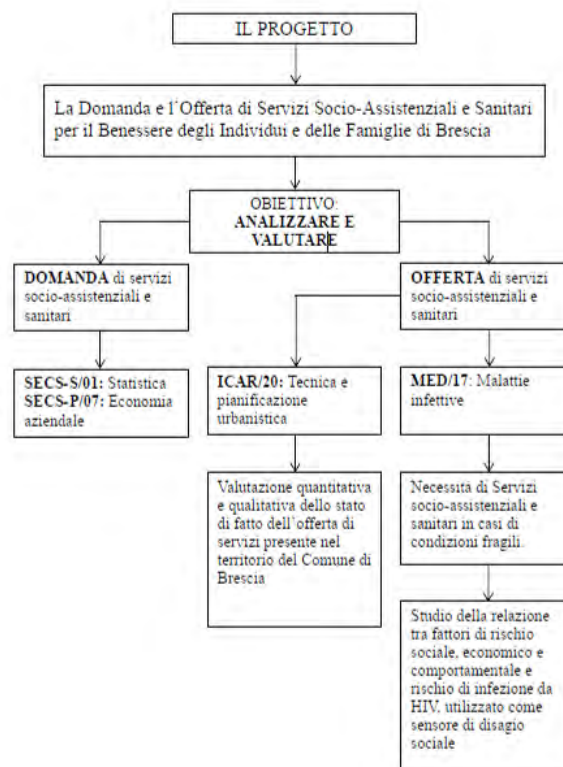 IL PROGETTO
La Domanda e l'Offerta di Servizi Socio-Assistenziali e Sanitari
per il Benessere degli Individui e delle Famiglie di Brescia
OBIETTIVO:
ANALIZZARE E
VALUTARE
DOMANDA di servizi
socio-assistenziali e
sanitari
OFFERTA di servizi
socio-assistenziali e
sanitari
SECS-S/01: Statistica
SECS-P/07: Economia
aziendale
ICAR/20: Tecnica e
pianificazione
urbanistica
MED/17: Malattie
infettive
Valutazione quantitativa
e qualitativa dello stato
di fatto dell'offerta di
servizi presente nel
territorio del Comune di
Brescia
Necessità di Servizi
socio-assistenziali e
sanitari in casi di
condizioni fragili.
Studio della relazione
tra fattori di rischio
sociale, economico e
comportamentale e
rischio di infezione da
HIV, utilizzato come
sensore di disagio
sociale